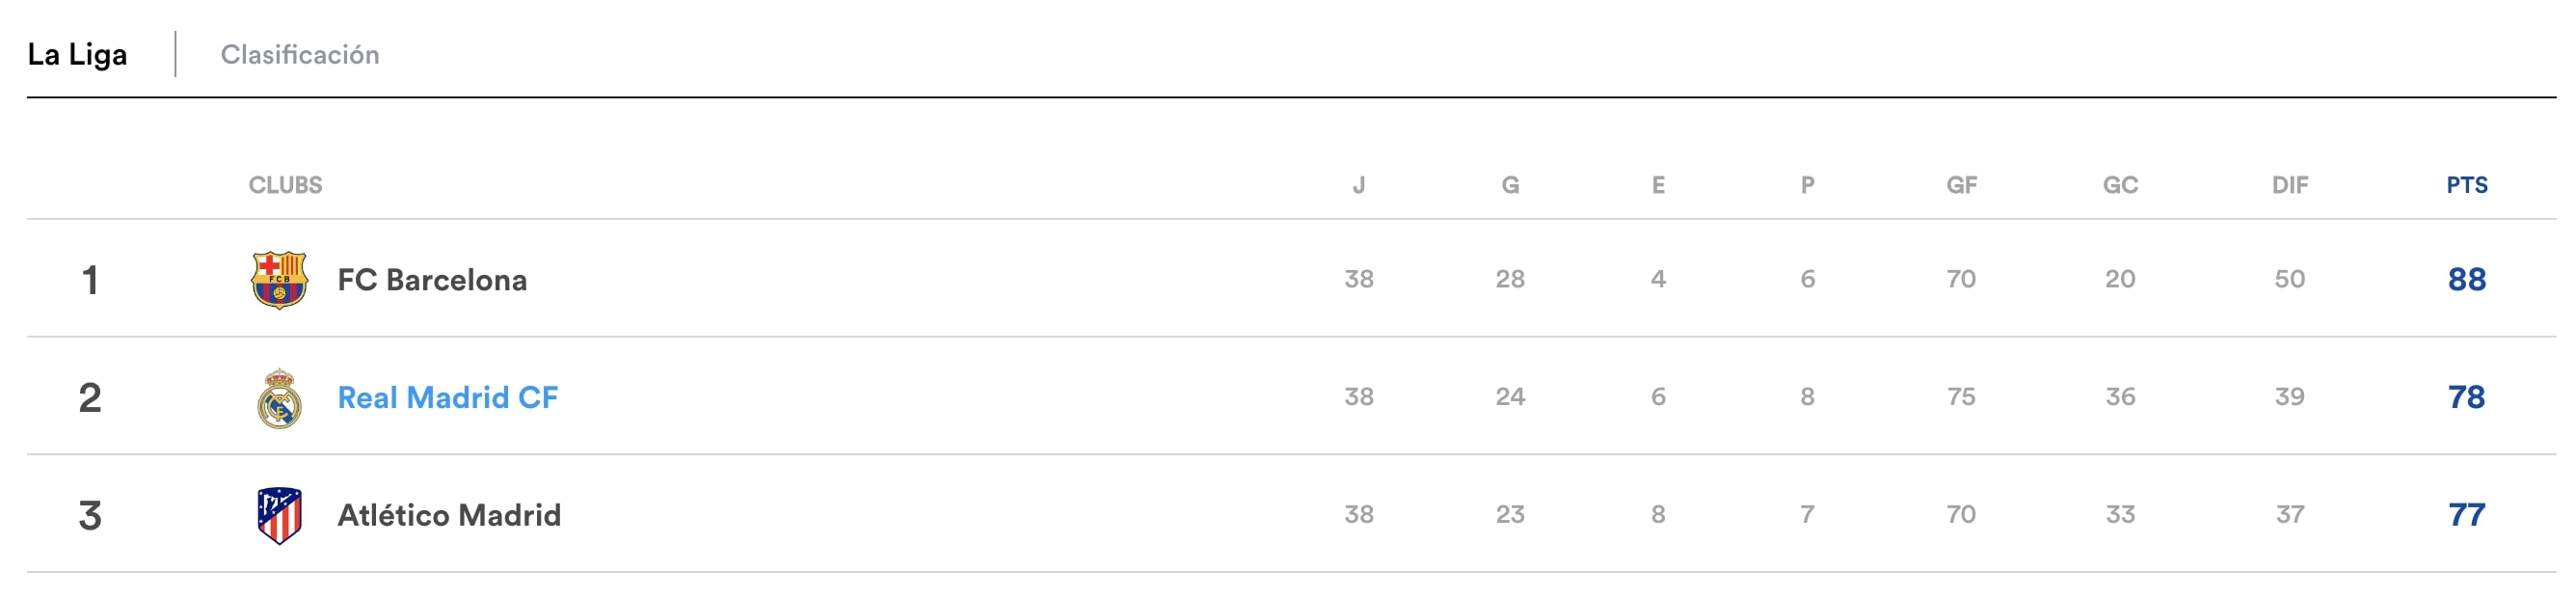 La Liga Clasificación
CLUBS J G E P GF GC DIF PTS
1 FCB FC Barcelona 38 28 4 6 70 20 50 88
2 Real Madrid CF 38 24 6 8 75 36 39 78
3 Atlético Madrid 38 23 8 7 70 33 37 77